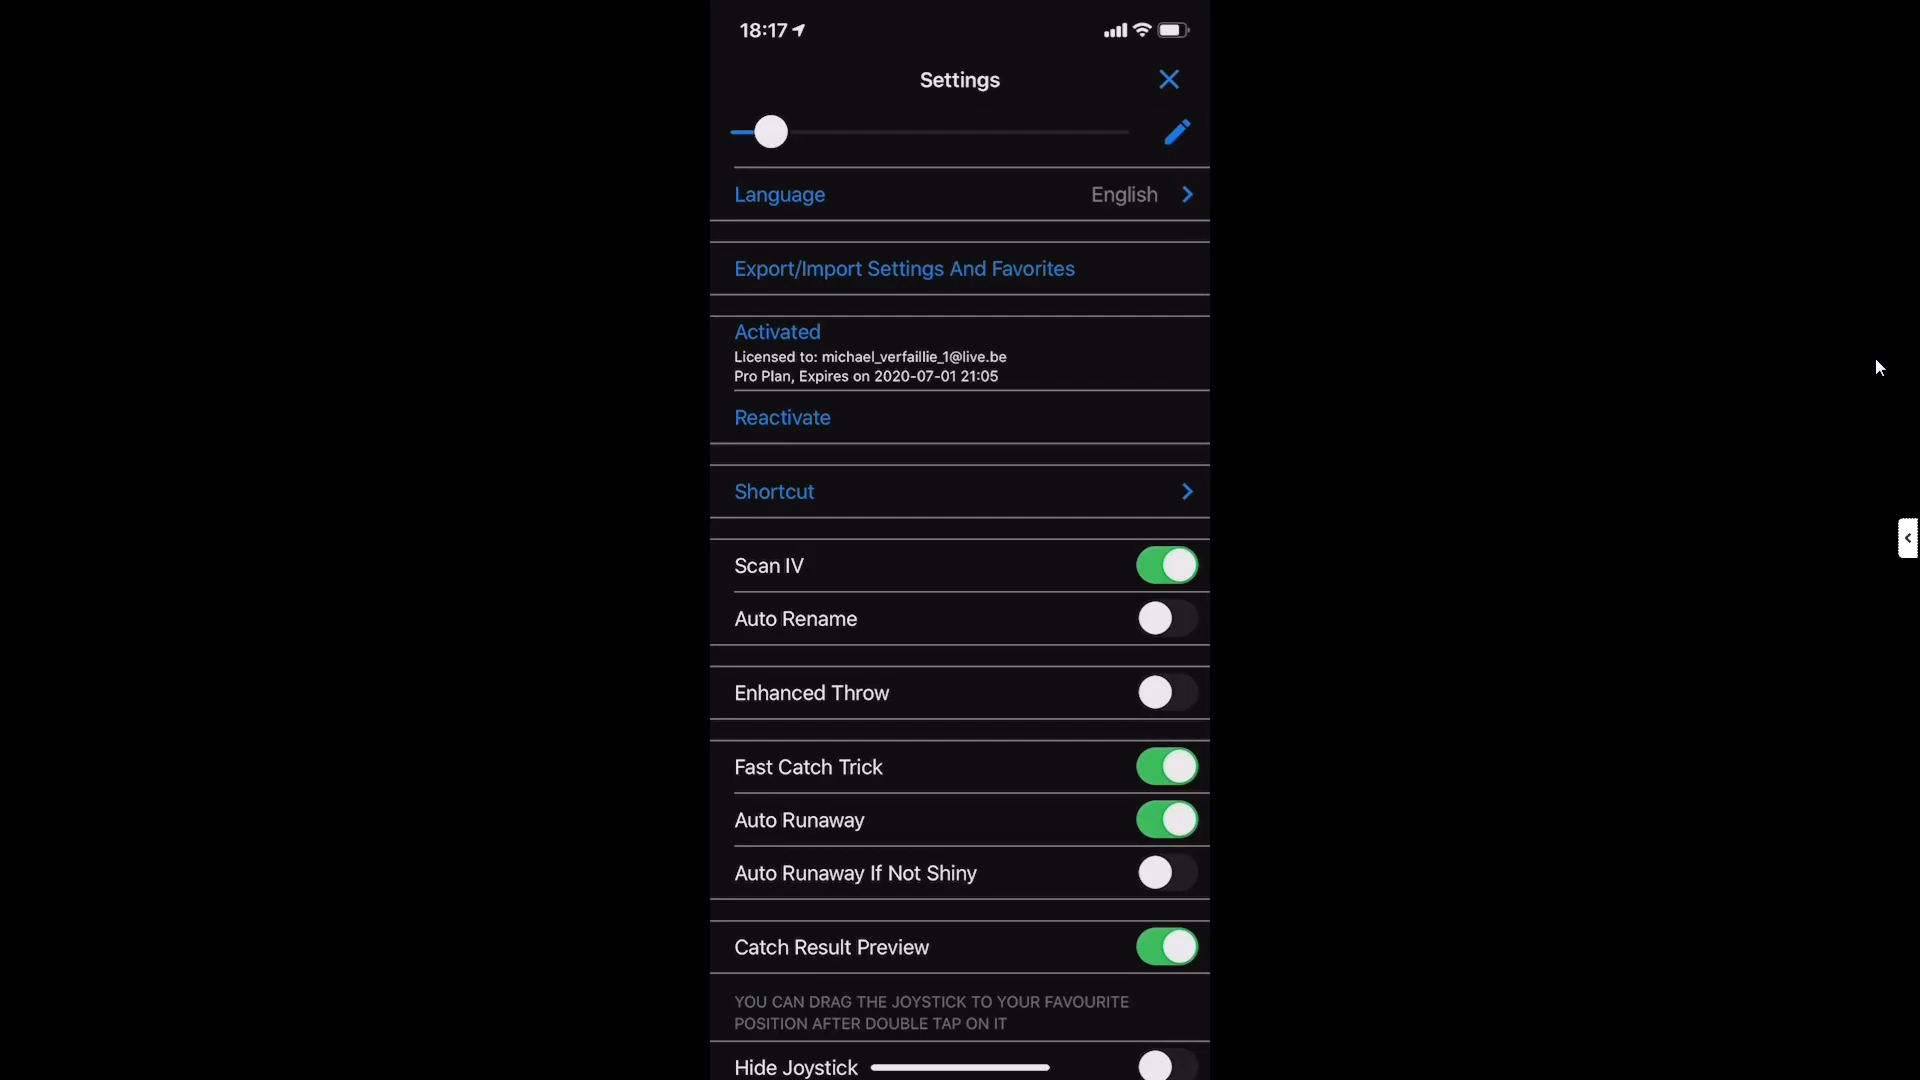 18:17
Settings
Language English
Export/Import Settings And Favorites
Activated
Licensed to: michael_verfaillie_1@live.be
Pro Plan, Expires on 2020-07-01 21:05
Reactivate
Shortcut
Scan IV
Auto Rename
Enhanced Throw
Fast Catch Trick
Auto Runaway
Auto Runaway If Not Shiny
Catch Result Preview
YOU CAN DRAG THE JOYSTICK TO YOUR FAVOURITE
POSITION AFTER DOUBLE TAP ON IT
Hide Joystick